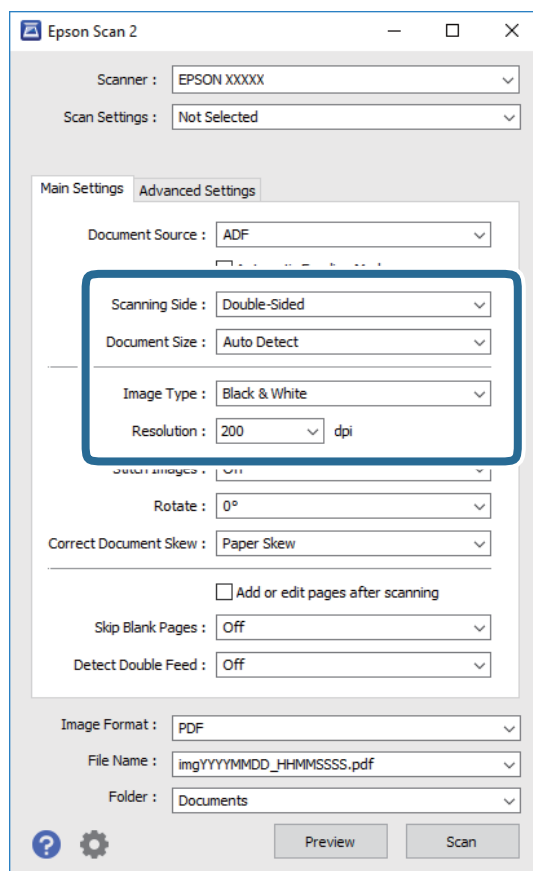 Epson Scan 2
Scanner : EPSON XXXXX
Scan Settings : Not Selected
Main Settings Advanced Settings
Document Source : ADF
Scanning Side : Double-Sided
Document Size : Auto Detect
Image Type : Black & White
Resolution : 200 dpi
Stitch Images : Off
Rotate : 0°
Correct Document Skew : Paper Skew
Add or edit pages after scanning
Skip Blank Pages : Off
Detect Double Feed : Off
Image Format : PDF
File Name : imgYYYYMMDD_HHMMSSSS.pdf
Folder : Documents
? Preview Scan